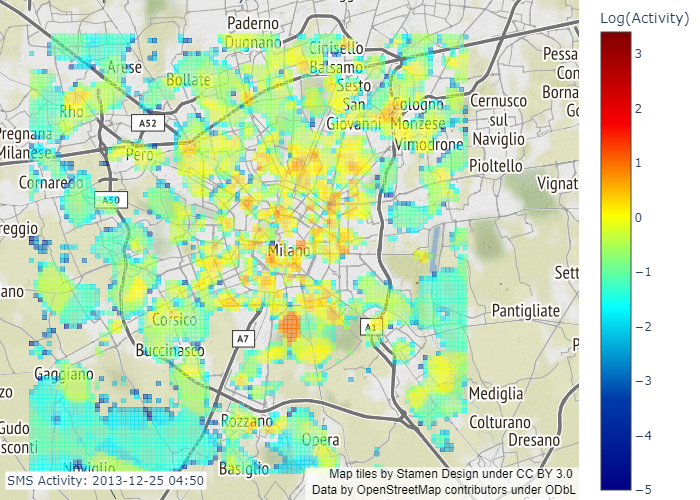 Log(Activity)
3
2
1
0
−1
−2
−3
−4
−5
Paderno
Dugnano
Cinisello
Balsamo
Arese
Bollate
Sesto
San
Giovanni
Cologno
Monzese
Cernusco
sul
Naviglio
Pessa
Con
Borna
Go
Rho
A52
Pregnana
Milanese
Pero
Vimodrone
Pioltello
Cornaredo
A50
Vignat
reggio
Milano
Sett
ano
Corsico
A1
Pantigliate
A7
Buccinasco
P
Gaggiano
zo
Mediglia
Rozzano
Colturano
Gudo
sconti
Opera
Dresano
Noviglio
Basiglio
SMS Activity: 2013-12-25 04:50
Map tiles by Stamen Design under CC BY 3.0
Data by OpenStreetMap contributors under ODbL